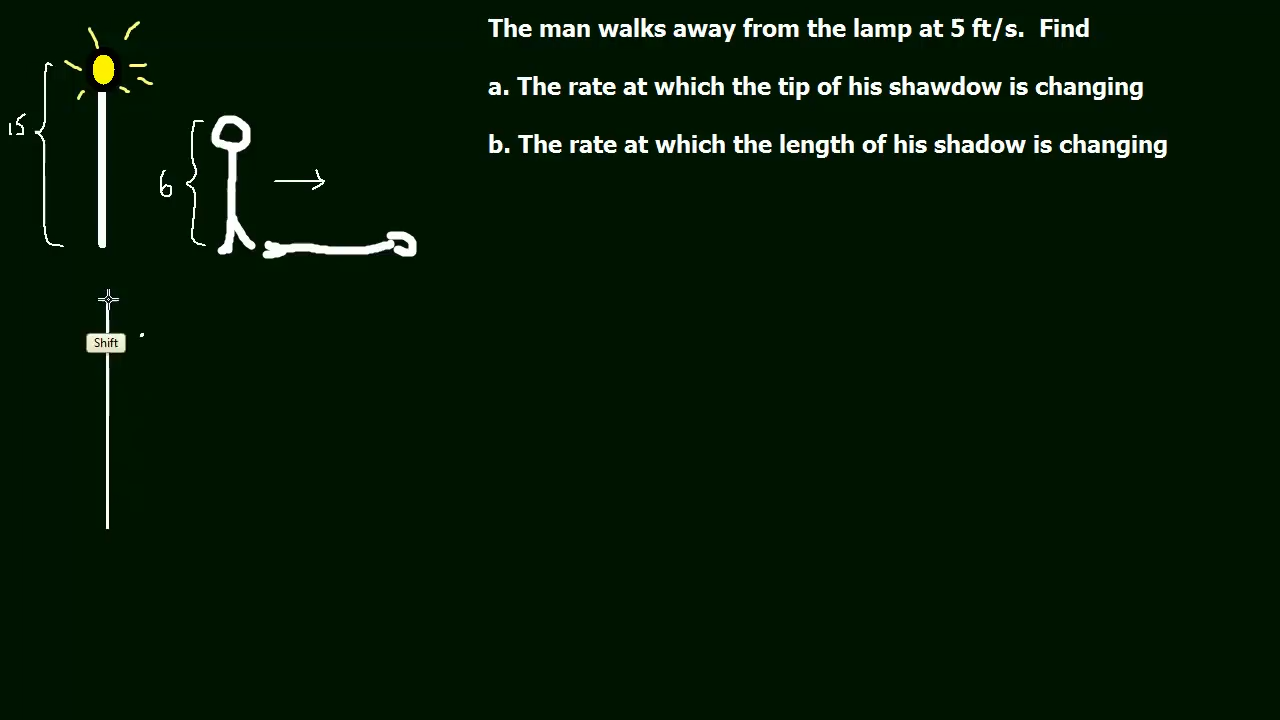 The man walks away from the lamp at 5 ft/s.  Find
a. The rate at which the tip of his shawdow is changing
b. The rate at which the length of his shadow is changing
15
6
Shift